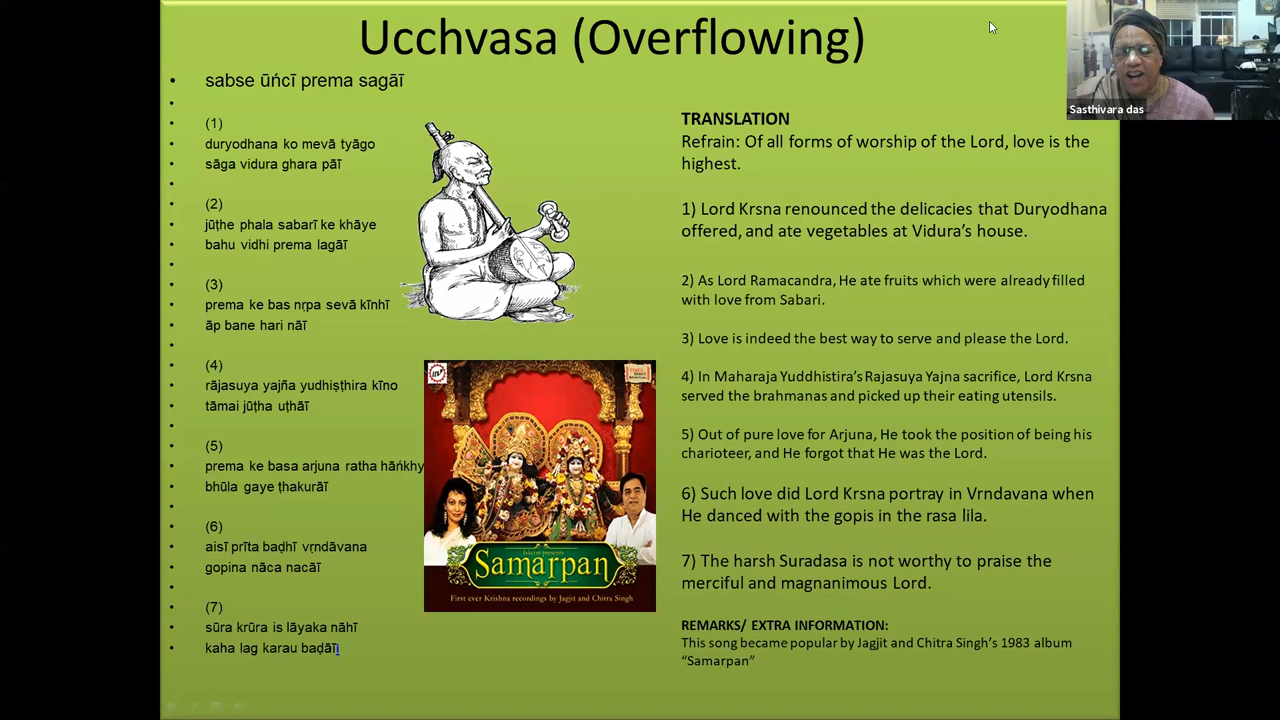 Ucchvasa (Overflowing)
• sabse ūńcī prema sagāī
•
• (1)
• duryodhana ko mevā tyāgo
• sāga vidura ghara pāī
•
• (2)
• jūṭhe phala sabarī ke khāye
• bahu vidhi prema lagāī
•
• (3)
• prema ke bas nṛpa sevā kīnhī
• āp bane hari nāī
•
• (4)
• rājasuya yajña yudhiṣṭhira kīno
• tāmai jūṭha uṭhāī
•
• (5)
• prema ke basa arjuna ratha hāńkhy
• bhūla gaye ṭhakurāī
•
• (6)
• aisī prīta baḍhī vṛndāvana
• gopina nāca nacāī
•
• (7)
• sūra krūra is lāyaka nāhī
• kaha lag karau baḍāīi
Samarpan
First ever Krishna recordings by Jagjit and Chitra Singh
TRANSLATION
Refrain: Of all forms of worship of the Lord, love is the
highest.
1) Lord Krsna renounced the delicacies that Duryodhana
offered, and ate vegetables at Vidura’s house.
2) As Lord Ramacandra, He ate fruits which were already filled
with love from Sabari.
3) Love is indeed the best way to serve and please the Lord.
4) In Maharaja Yuddhistira’s Rajasuya Yajna sacrifice, Lord Krsna
served the brahmanas and picked up their eating utensils.
5) Out of pure love for Arjuna, He took the position of being his
charioteer, and He forgot that He was the Lord.
6) Such love did Lord Krsna portray in Vrndavana when
He danced with the gopis in the rasa lila.
7) The harsh Suradasa is not worthy to praise the
merciful and magnanimous Lord.
REMARKS/ EXTRA INFORMATION:
This song became popular by Jagjit and Chitra Singh’s 1983 album
“Samarpan”
Sasthivara das